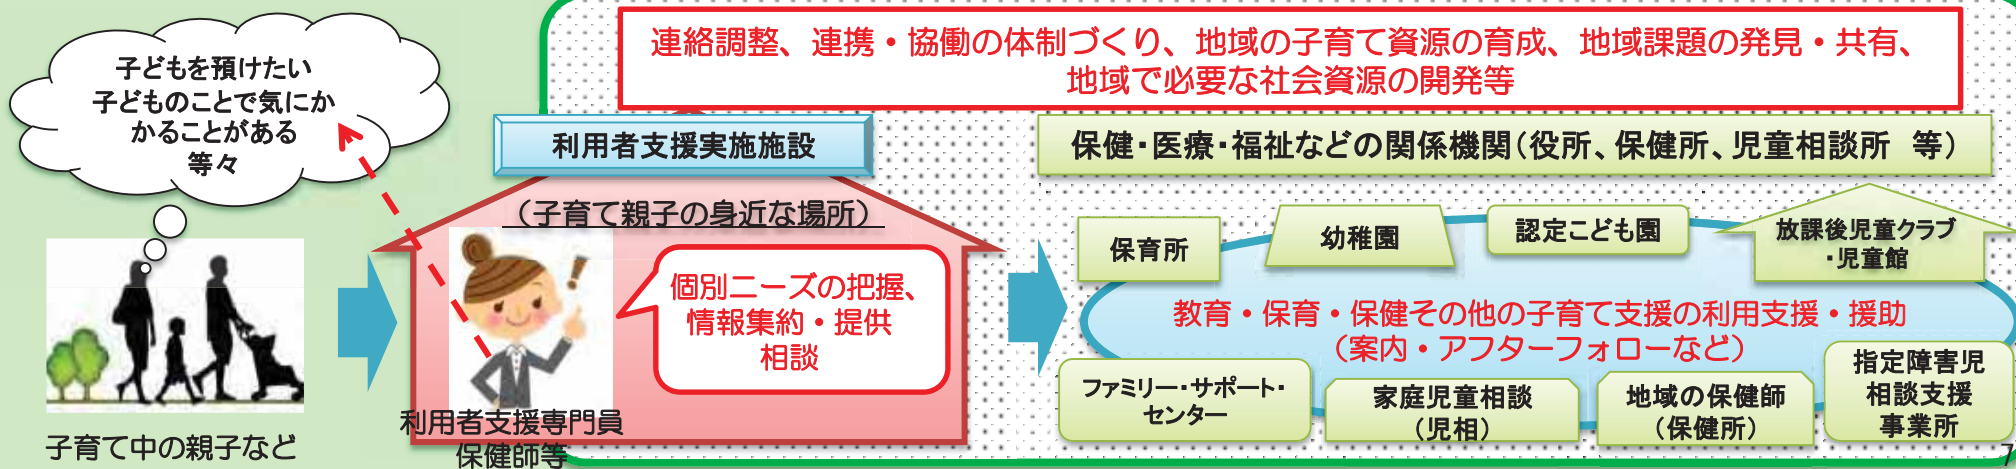 子どもを預けたい
子どものことで気にか
かることがある
等々
子育て中の親子など
連絡調整、連携・協働の体制づくり、地域の子育て資源の育成、地域課題の発見・共有、
地域で必要な社会資源の開発等
利用者支援実施施設
（子育て親子の身近な場所）
個別ニーズの把握、
情報集約・提供
相談
利用者支援専門員
保健師等
保健・医療・福祉などの関係機関（役所、保健所、児童相談所　等）
保育所
幼稚園
認定こども園
放課後児童クラブ
・児童館
教育・保育・保健その他の子育て支援の利用支援・援助
（案内・アフターフォローなど）
ファミリー・サポート・
センター
家庭児童相談
（児相）
地域の保健師
（保健所）
指定障害児
相談支援
事業所
7